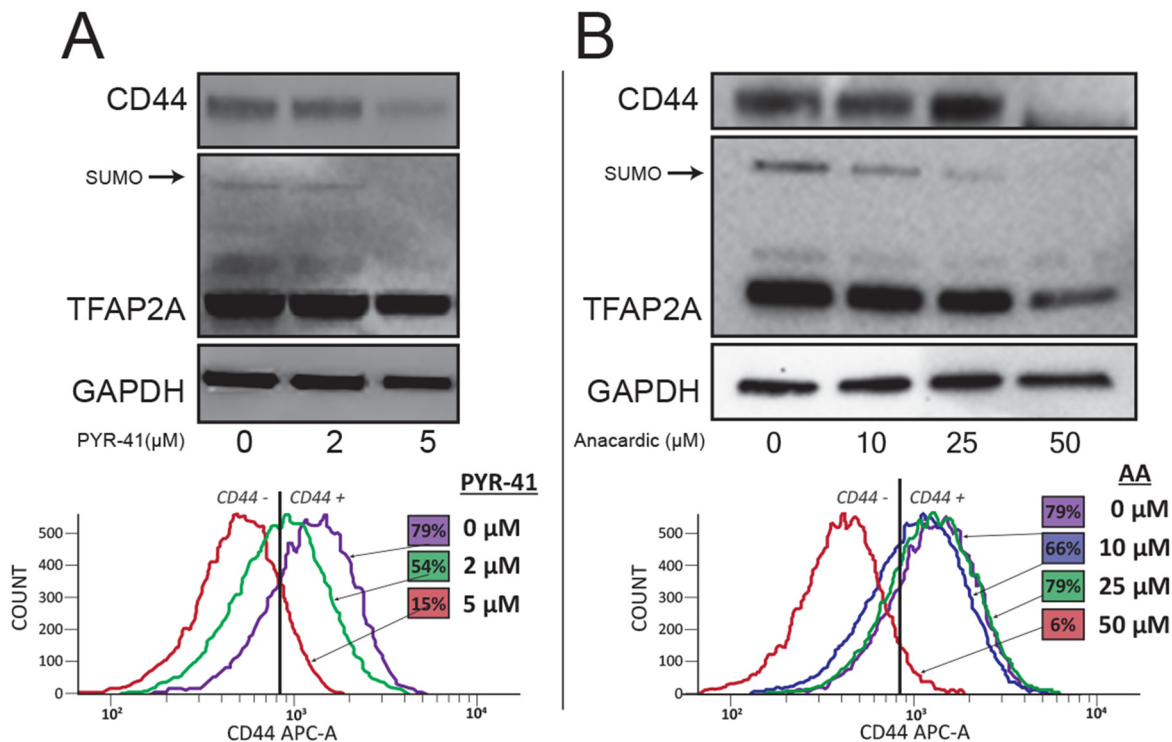 A
CD44
SUMO
TFAP2A
GAPDH
PYR-41(µM) 0 2 5
PYR-41
CD44 - CD44 +
79% 0 µM
54% 2 µM
15% 5 µM
COUNT
500
400
300
200
100
0
10² 10³ 10⁴
CD44 APC-A
B
CD44
SUMO
TFAP2A
GAPDH
Anacardic (µM) 0 10 25 50
AA
CD44 - CD44 +
79% 0 µM
66% 10 µM
79% 25 µM
6% 50 µM
COUNT
500
400
300
200
100
0
10² 10³ 10⁴
CD44 APC-A